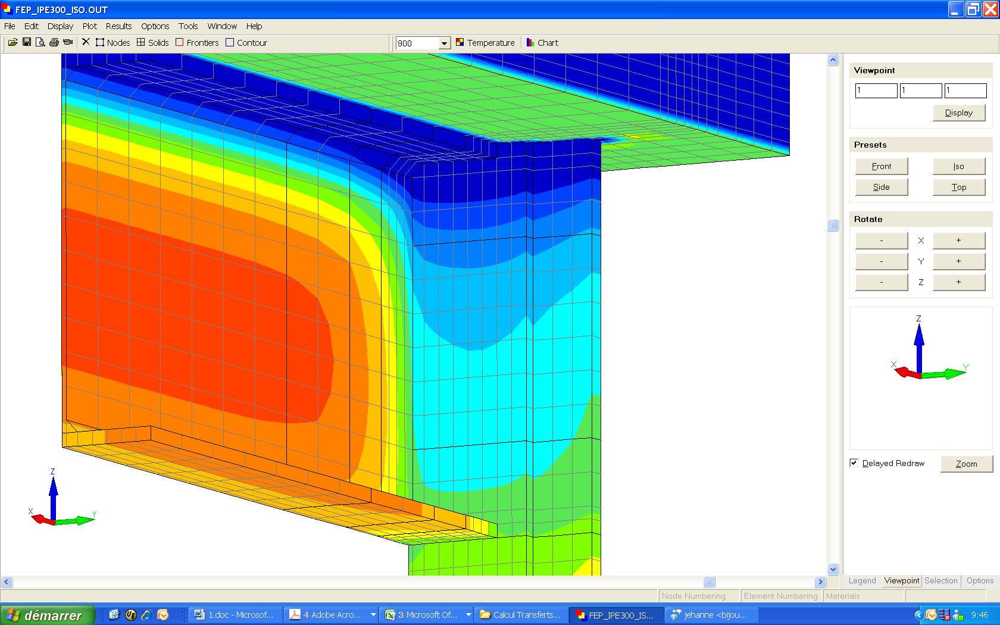 FEP_IPE300_ISO.OUT
File Edit Display Plot Results Options Tools Window Help
Nodes Solids Frontiers Contour 900 Temperature Chart
Viewpoint
1 1 1
Display
Presets
Front Iso
Side Top
Rotate
- X +
- Y +
- Z +
Z
X Y
Delayed Redraw Zoom
Z
X Y
Legend Viewpoint Selection Options
Node Numbering Element Numbering Materials
démarrer 1.doc - Microsof... 4 Adobe Acro... 3 Microsoft Of... Calcul Transferts... FEP_IPE300_IS... jehanne <bijou... 9:46